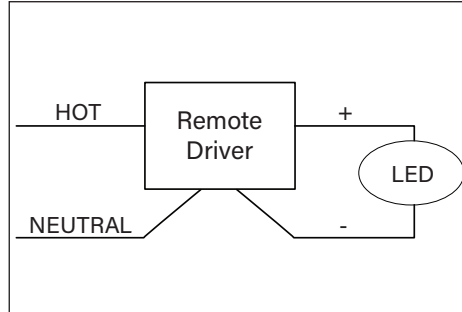 HOT
Remote
Driver
+
LED
NEUTRAL
-